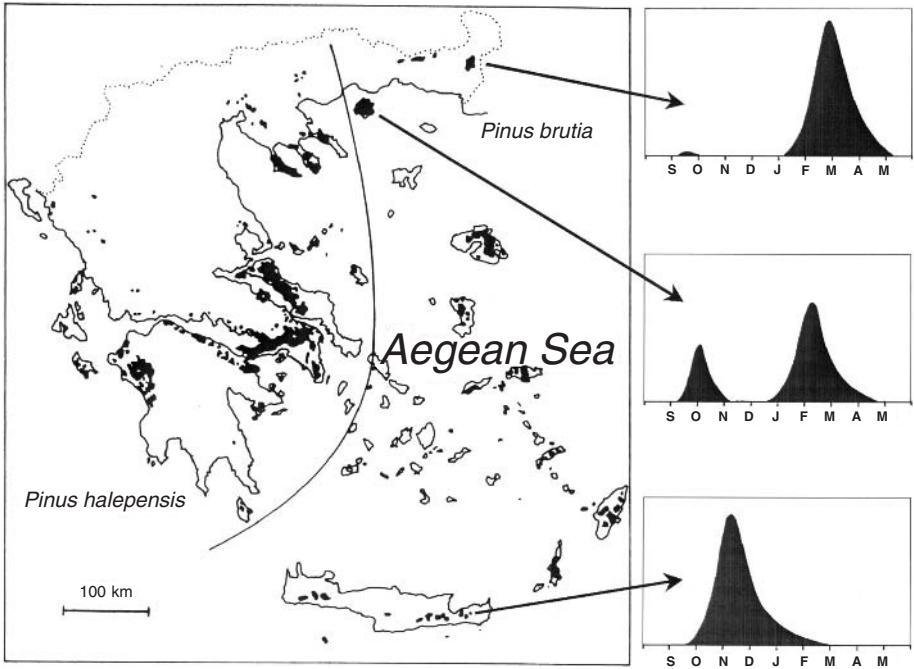 Pinus brutia
Aegean Sea
Pinus halepensis
100 km
S O N D J F M A M
S O N D J F M A M
S O N D J F M A M